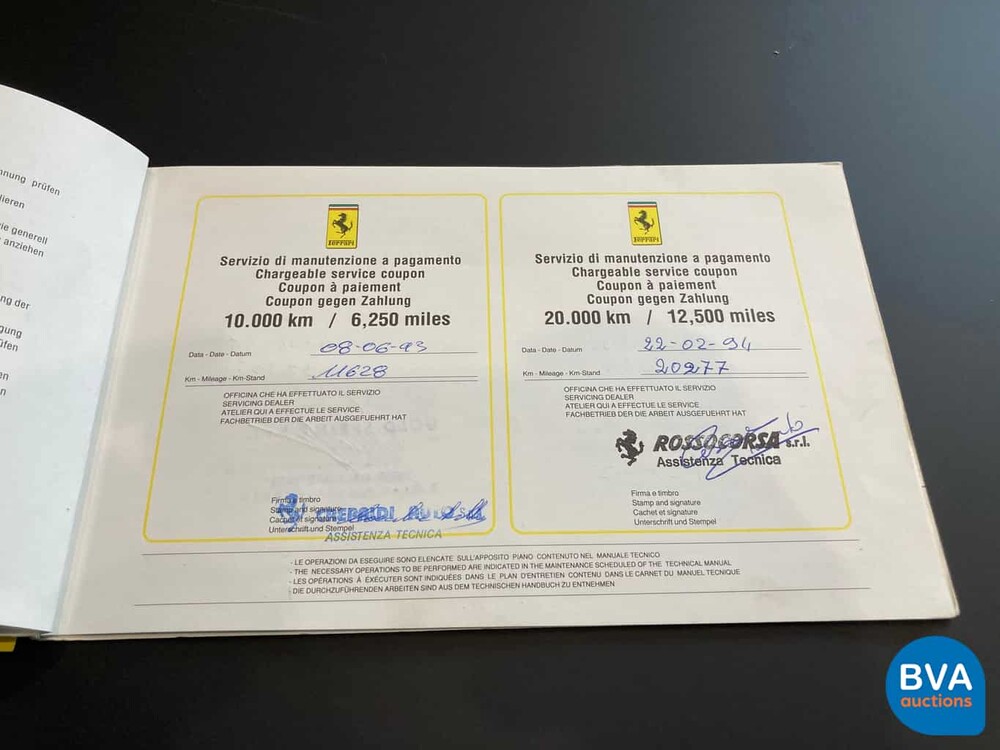 nnung prüfen
lieren
ie generell
anziehen
ng der
gung
üfen
en
n
Ferrari
Servizio di manutenzione a pagamento
Chargeable service coupon
Coupon à paiement
Coupon gegen Zahlung
10.000 km / 6,250 miles
Data - Date - Datum 08-06-93
Km - Mileage - Km-Stand 11628
OFFICINA CHE HA EFFETTUATO IL SERVIZIO
SERVICING DEALER
ATELIER QUI A EFFECTUE LE SERVICE
FACHBETRIEB DER DIE ARBEIT AUSGEFUEHRT HAT
Firma e timbro
Stamp and signature
Cachet et signature
Unterschrift und Stempel
ASSISTENZA TECNICA
Ferrari
Servizio di manutenzione a pagamento
Chargeable service coupon
Coupon à paiement
Coupon gegen Zahlung
20.000 km / 12,500 miles
Data - Date - Datum 22-02-94
Km - Mileage - Km-Stand 20277
OFFICINA CHE HA EFFETTUATO IL SERVIZIO
SERVICING DEALER
ATELIER QUI A EFFECTUE LE SERVICE
FACHBETRIEB DER DIE ARBEIT AUSGEFUEHRT HAT
ROSSOCORSA s.r.l.
Assistenza Tecnica
Firma e timbro
Stamp and signature
Cachet et signature
Unterschrift und Stempel
- LE OPERAZIONI DA ESEGUIRE SONO ELENCATE SULL'APPOSITO PIANO CONTENUTO NEL MANUALE TECNICO
- THE NECESSARY OPERATIONS TO BE PERFORMED ARE INDICATED IN THE MAINTENANCE SCHEDULED OF THE TECHNICAL MANUAL
- LES OPÉRATIONS À EXÉCUTER SONT INDIQUÉES DANS LE PLAN D'ENTRETIEN CONTENU DANS LE CARNET DU MANUEL TECNIQUE
- DIE DURCHZUFÜHRENDEN ARBEITEN SIND AUS DEM TECHNISCHEN HANDBUCH ZU ENTNEHMEN
BVA
auctions